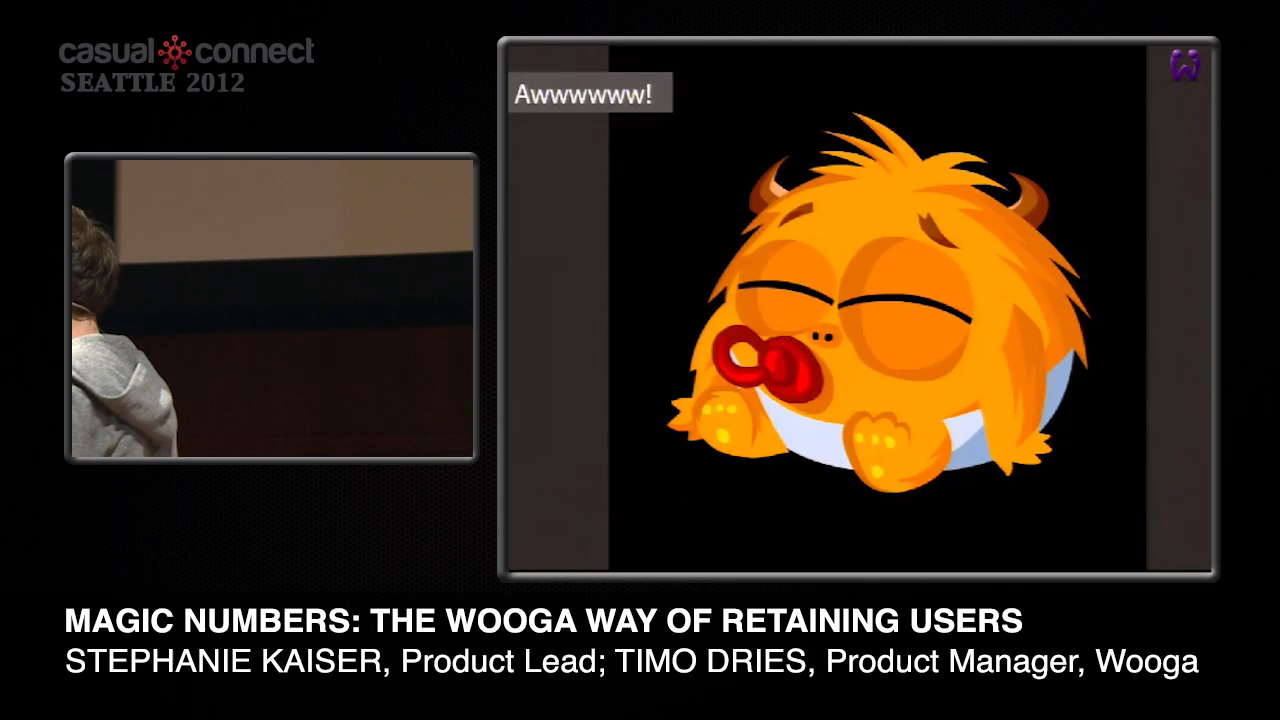 casual connect
SEATTLE 2012
Awwwwww!
MAGIC NUMBERS: THE WOOGA WAY OF RETAINING USERS
STEPHANIE KAISER, Product Lead; TIMO DRIES, Product Manager, Wooga